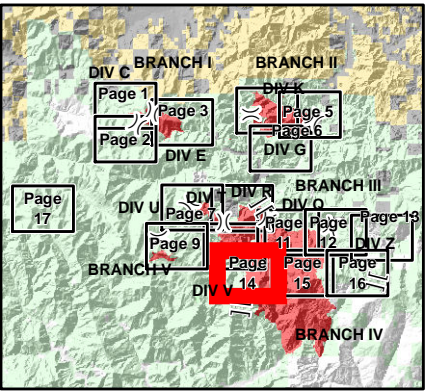 BRANCH I
BRANCH II
DIV C
DIV K
Page 1
Page 3
Page 5
Page 2
Page 6
DIV E
DIV G
BRANCH III
Page
17
DIV U
DIV R
DIV Q
Page 7
Page 13
Page
11
Page
12
Page 9
DIV Z
BRANCH V
Page
14
Page
15
Page
16
DIV V
BRANCH IV